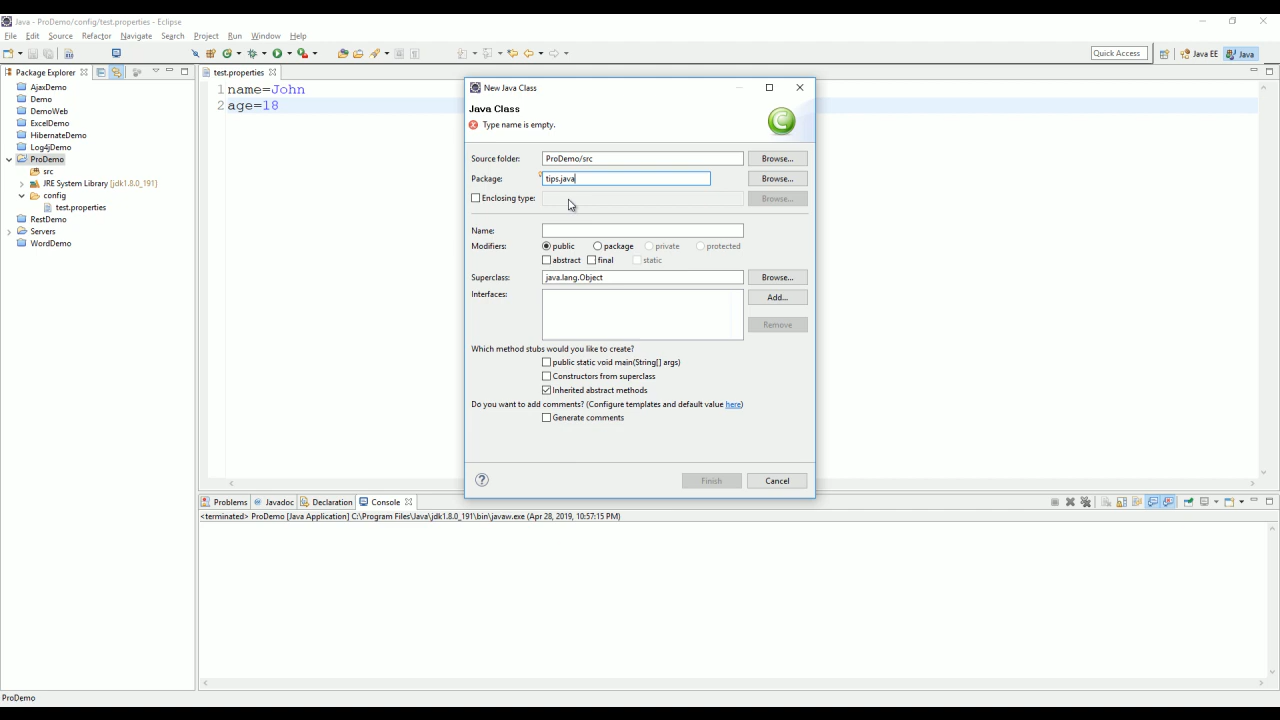 Java - ProDemo/config/test.properties - Eclipse
File Edit Source Refactor Navigate Search Project Run Window Help
Quick Access Java EE Java
Package Explorer
AjaxDemo
Demo
DemoWeb
ExcelDemo
HibernateDemo
Log4jDemo
ProDemo
src
JRE System Library [jdk1.8.0_191]
config
test.properties
RestDemo
Servers
WordDemo
test.properties
1 name=John
2 age=18
New Java Class
Java Class
Type name is empty.
Source folder: ProDemo/src Browse...
Package: tips.java Browse...
Enclosing type: Browse...
Name:
Modifiers: public package private protected
abstract final static
Superclass: java.lang.Object Browse...
Interfaces: Add...
Remove
Which method stubs would you like to create?
public static void main(String[] args)
Constructors from superclass
Inherited abstract methods
Do you want to add comments? (Configure templates and default value here)
Generate comments
Finish Cancel
Problems Javadoc Declaration Console
<terminated> ProDemo [Java Application] C:\Program Files\Java\jdk1.8.0_191\bin\javaw.exe (Apr 28, 2019, 10:57:15 PM)
ProDemo